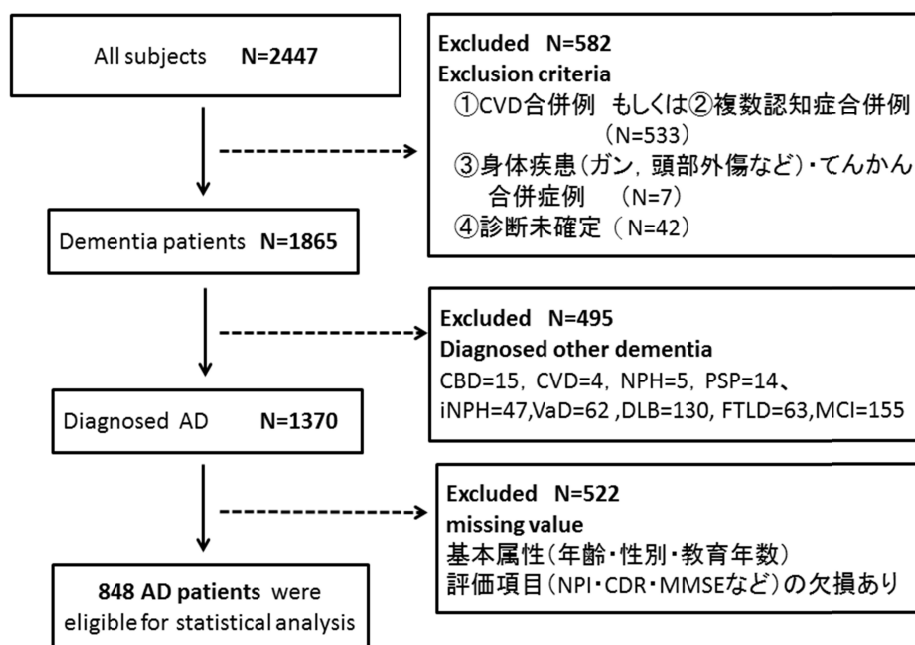 All subjects N=2447
Excluded N=582
Exclusion criteria
①CVD合併例 もしくは②複数認知症合併例
（N=533）
③身体疾患（ガン，頭部外傷など）・てんかん
合併症例 （N=7）
④診断未確定 （N=42）
Dementia patients N=1865
Excluded N=495
Diagnosed other dementia
CBD=15, CVD=4, NPH=5, PSP=14、
iNPH=47,VaD=62 ,DLB=130, FTLD=63,MCI=155
Diagnosed AD N=1370
Excluded N=522
missing value
基本属性（年齢・性別・教育年数）
評価項目（NPI・CDR・MMSEなど）の欠損あり
848 AD patients were
eligible for statistical analysis